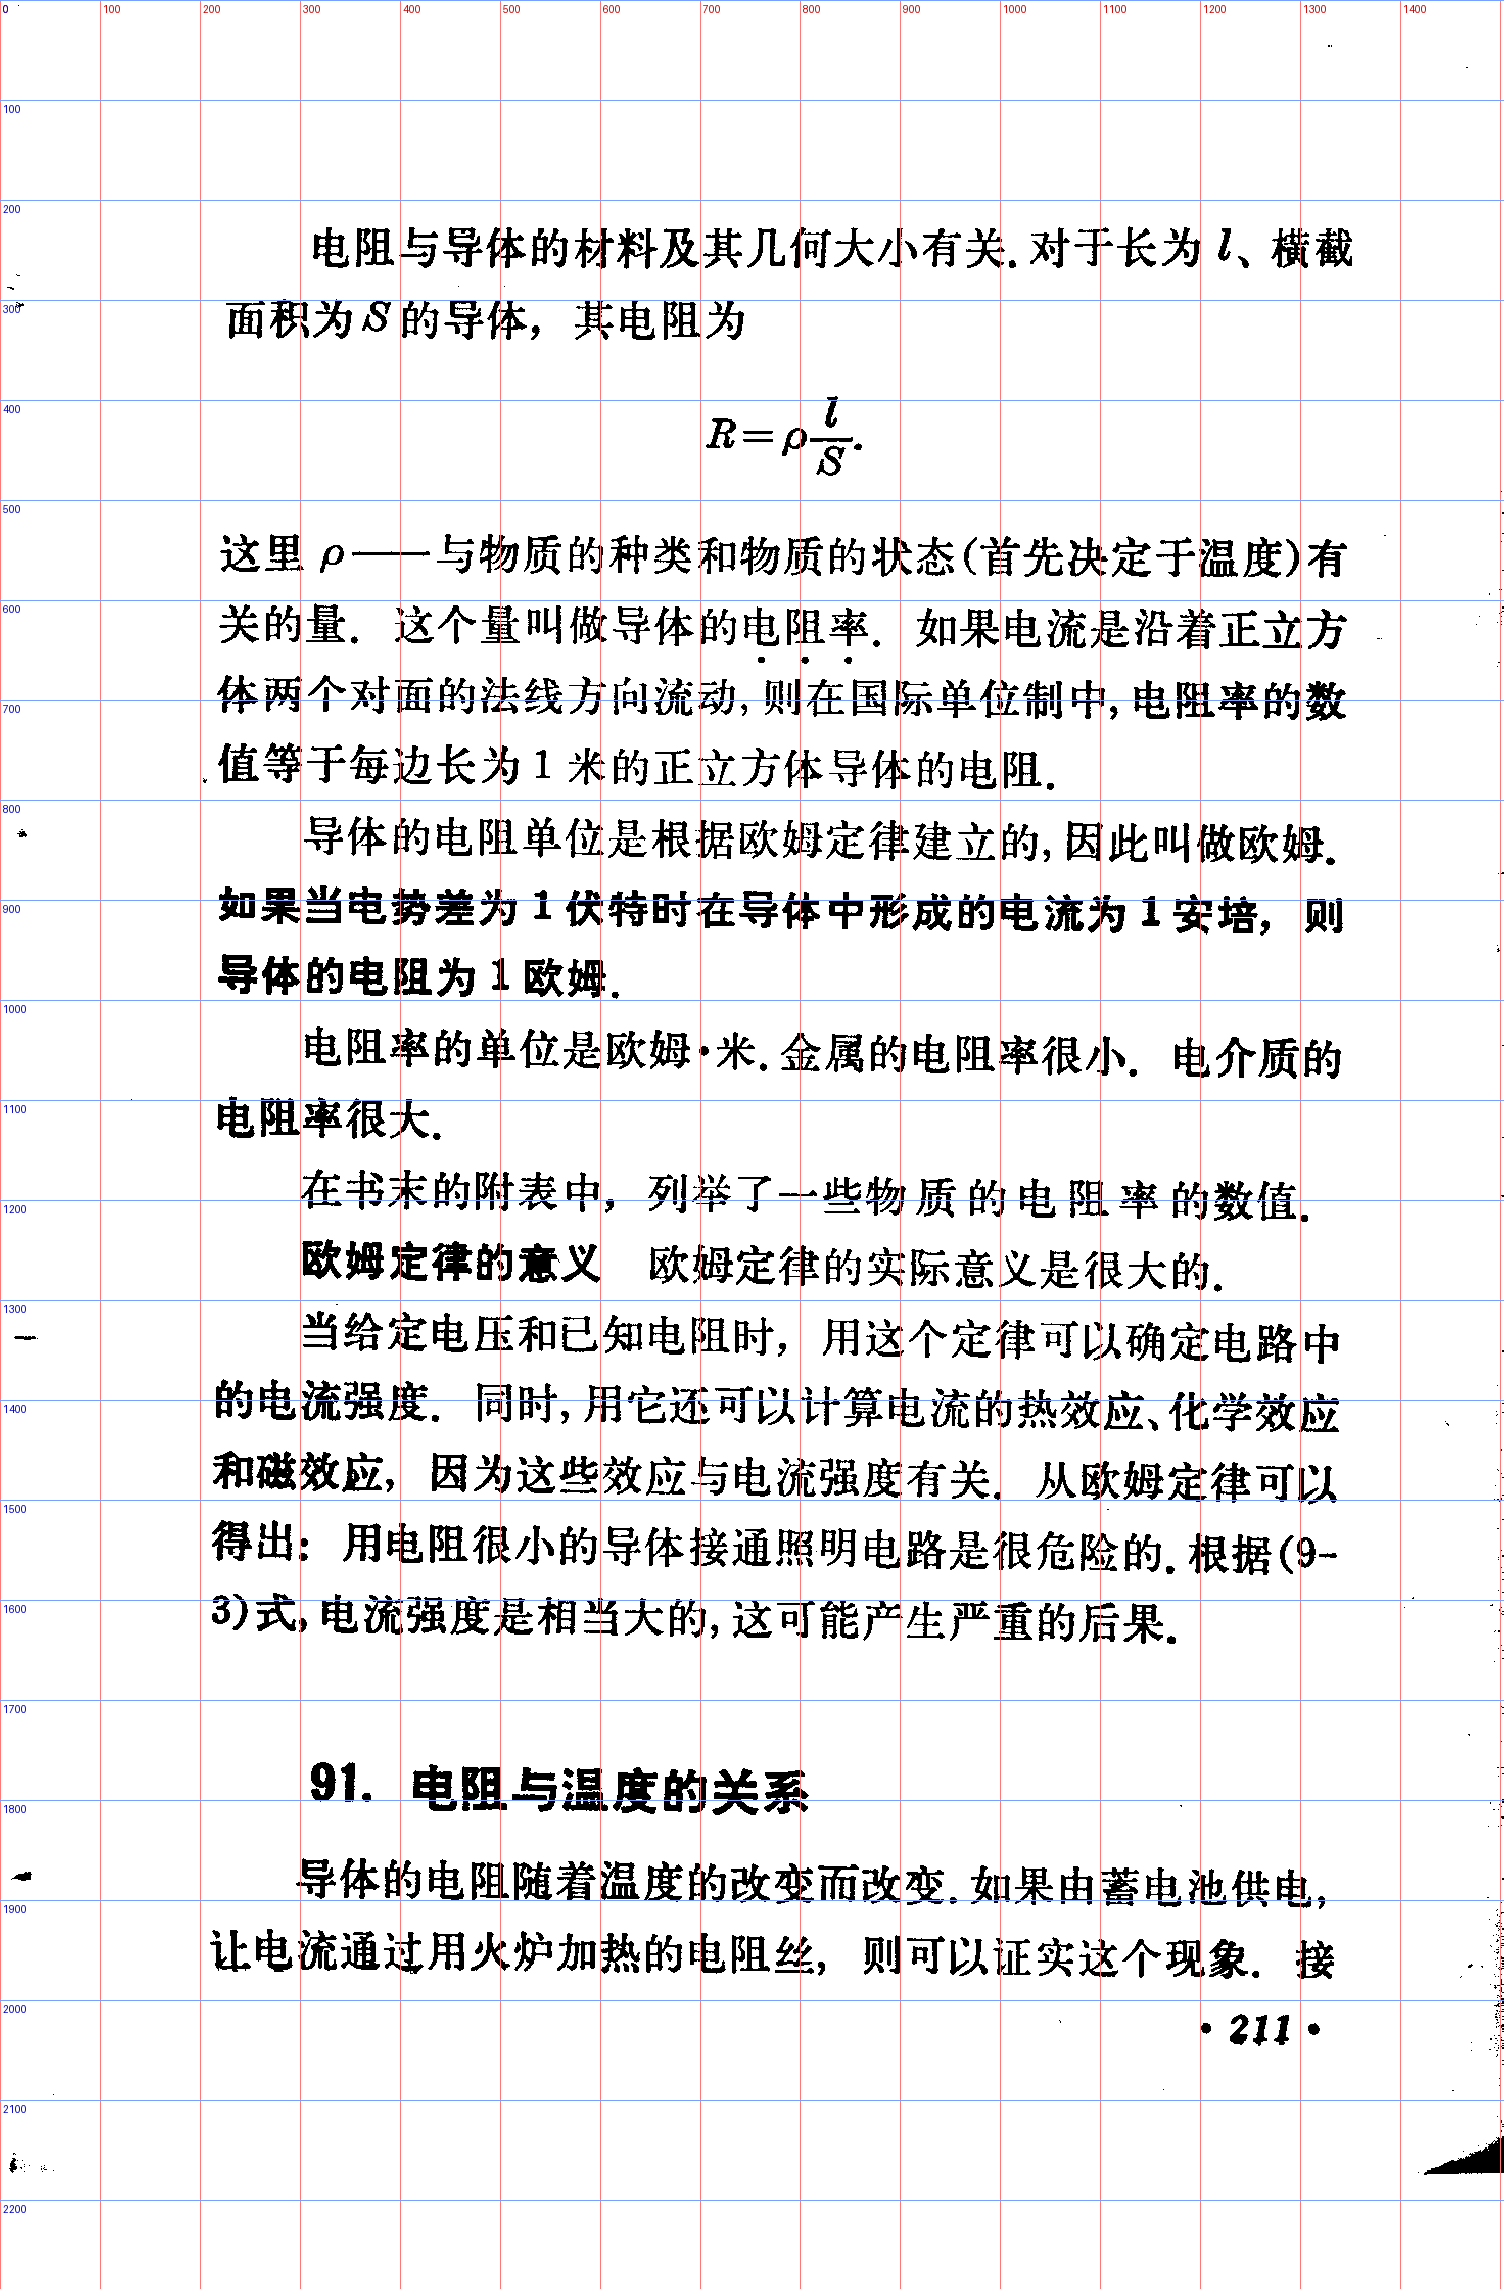 电阻与导体的材料及其几何大小有关. 对于长为 l、横截
面积为 S 的导体，其电阻为
R = ρ l/S.
这里 ρ——与物质的种类和物质的状态(首先决定于温度)有
关的量. 这个量叫做导体的电阻率. 如果电流是沿着正立方
体两个对面的法线方向流动, 则在国际单位制中, 电阻率的数
值等于每边长为 1 米的正立方体导体的电阻.
导体的电阻单位是根据欧姆定律建立的, 因此叫做欧姆.
如果当电势差为 1 伏特时在导体中形成的电流为 1 安培，则
导体的电阻为 1 欧姆.
电阻率的单位是欧姆·米. 金属的电阻率很小. 电介质的
电阻率很大.
在书末的附表中，列举了一些物质的电阻率的数值.
欧姆定律的意义 欧姆定律的实际意义是很大的.
当给定电压和已知电阻时，用这个定律可以确定电路中
的电流强度. 同时, 用它还可以计算电流的热效应、化学效应
和磁效应，因为这些效应与电流强度有关. 从欧姆定律可以
得出：用电阻很小的导体接通照明电路是很危险的. 根据(9-
3)式, 电流强度是相当大的, 这可能产生严重的后果.
91. 电阻与温度的关系
导体的电阻随着温度的改变而改变. 如果由蓄电池供电,
让电流通过用火炉加热的电阻丝，则可以证实这个现象. 接
• 211 •